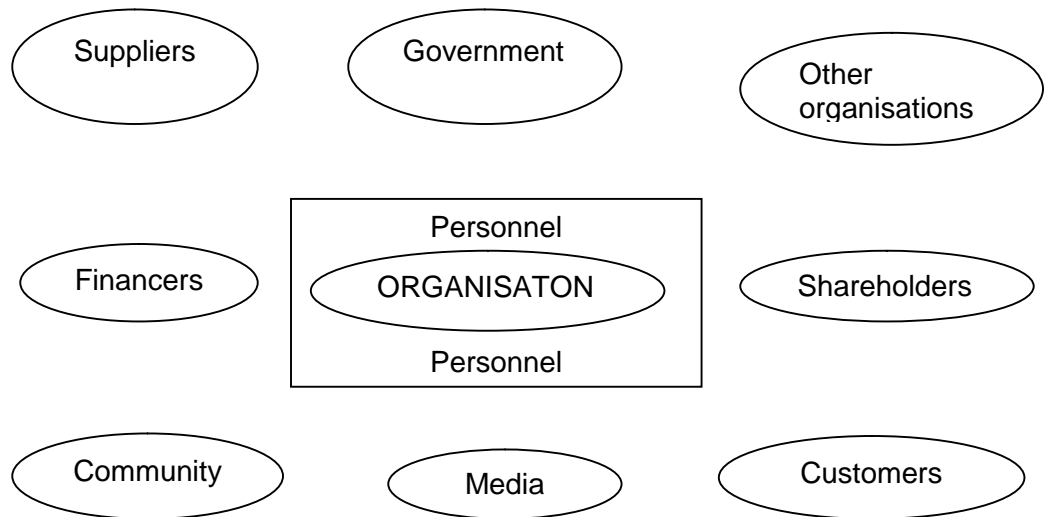 Suppliers
Government
Other
organisations
Personnel
Financers
ORGANISATON
Shareholders
Personnel
Community
Media
Customers